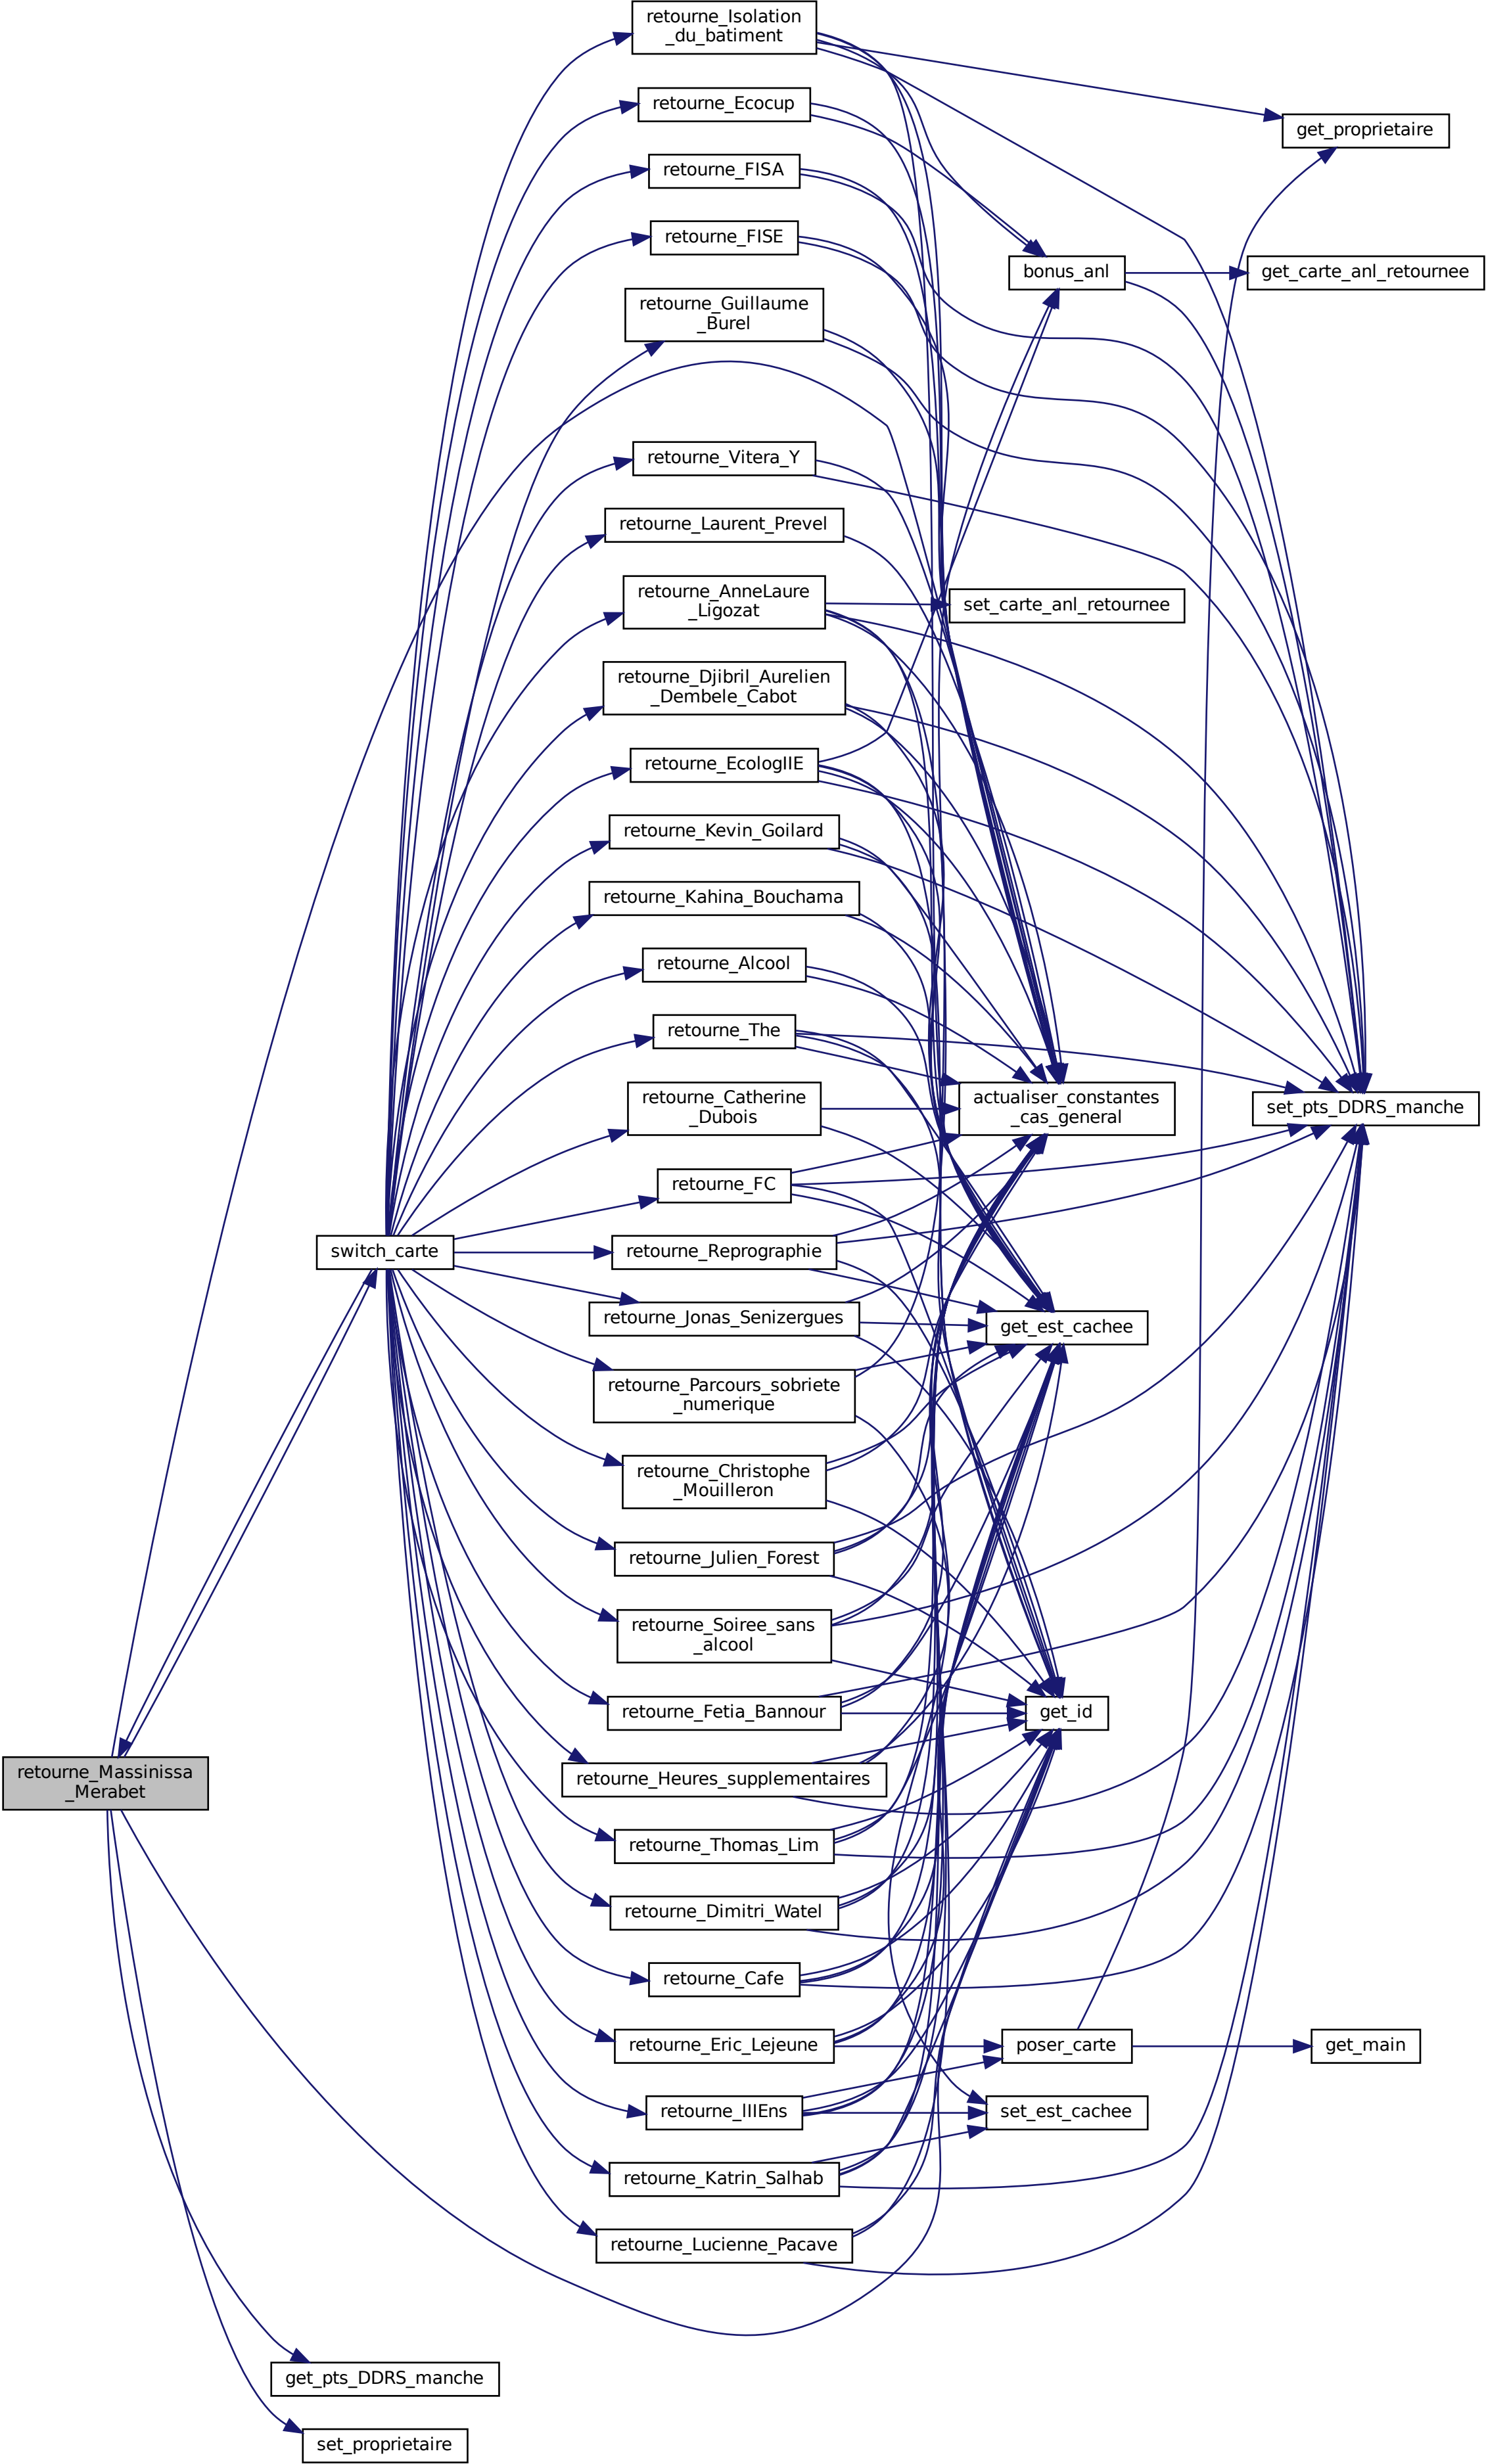 retourne_Isolation
_du_batiment
retourne_Ecocup
get_proprietaire
retourne_FISA
retourne_FISE
bonus_anl
get_carte_anl_retournee
retourne_Guillaume
_Burel
retourne_Vitera_Y
retourne_Laurent_Prevel
retourne_AnneLaure
_Ligozat
set_carte_anl_retournee
retourne_Djibril_Aurelien
_Dembele_Cabot
retourne_EcologIIE
retourne_Kevin_Goilard
retourne_Kahina_Bouchama
retourne_Alcool
retourne_The
retourne_Catherine
_Dubois
actualiser_constantes
_cas_general
set_pts_DDRS_manche
retourne_FC
switch_carte
retourne_Reprographie
retourne_Jonas_Senizergues
get_est_cachee
retourne_Parcours_sobriete
_numerique
retourne_Christophe
_Mouilleron
retourne_Julien_Forest
retourne_Soiree_sans
_alcool
retourne_Fetia_Bannour
get_id
retourne_Massinissa
_Merabet
retourne_Heures_supplementaires
retourne_Thomas_Lim
retourne_Dimitri_Watel
retourne_Cafe
retourne_Eric_Lejeune
poser_carte
get_main
retourne_lIIEns
set_est_cachee
retourne_Katrin_Salhab
retourne_Lucienne_Pacave
get_pts_DDRS_manche
set_proprietaire